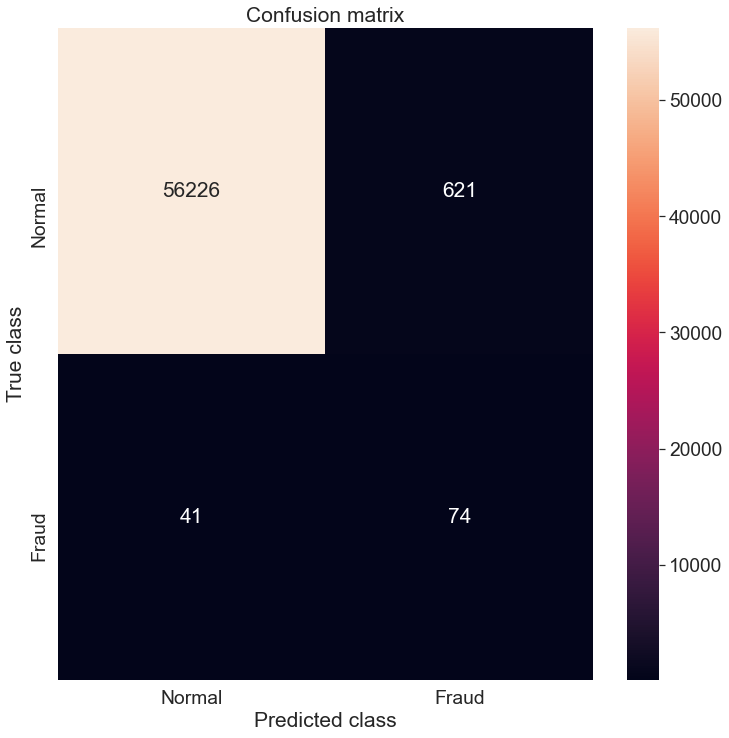 Confusion matrix
True class
Normal
Fraud
56226
621
41
74
Normal
Fraud
Predicted class
50000
40000
30000
20000
10000